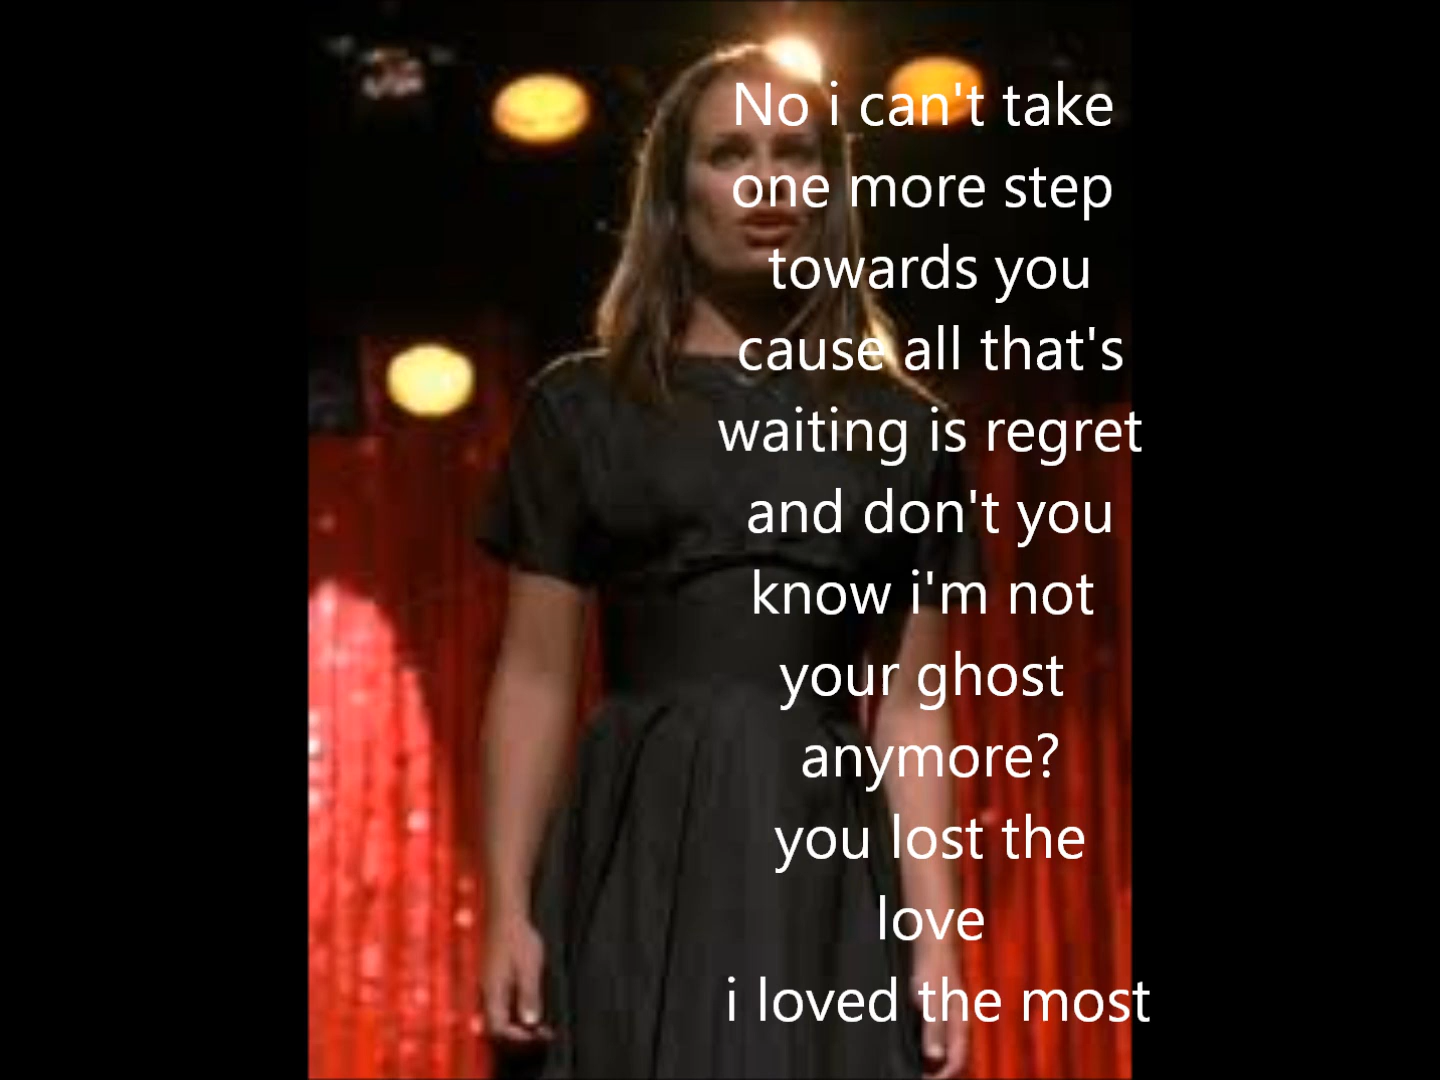 No i can't take
one more step
towards you
cause all that's
waiting is regret
and don't you
know i'm not
your ghost
anymore?
you lost the
love
i loved the most